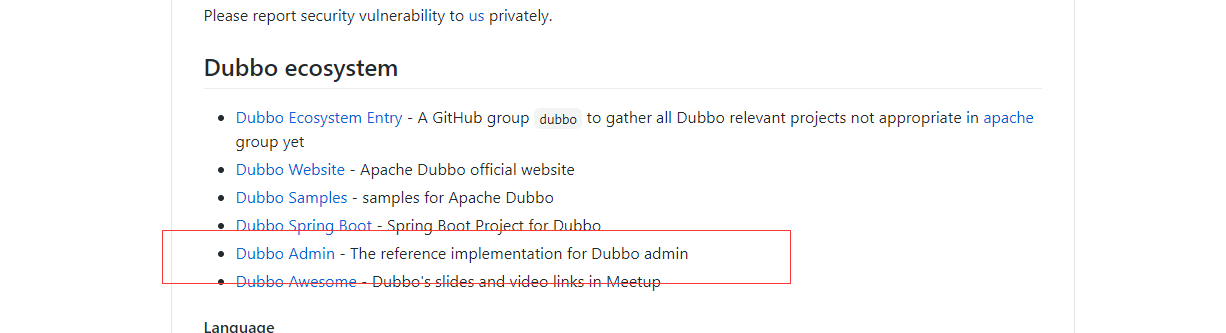 Please report security vulnerability to us privately.
Dubbo ecosystem
Dubbo Ecosystem Entry - A GitHub group dubbo to gather all Dubbo relevant projects not appropriate in apache
group yet
Dubbo Website - Apache Dubbo official website
Dubbo Samples - samples for Apache Dubbo
Dubbo Spring Boot - Spring Boot Project for Dubbo
Dubbo Admin - The reference implementation for Dubbo admin
Dubbo Awesome - Dubbo's slides and video links in Meetup
Language